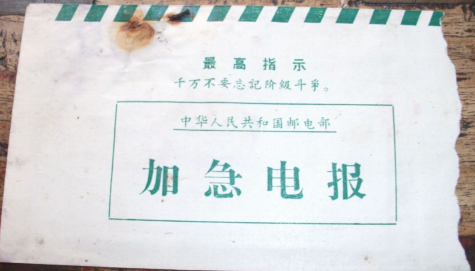 最高指示
千万不要忘记阶级斗争。
中华人民共和国邮电部
加急电报